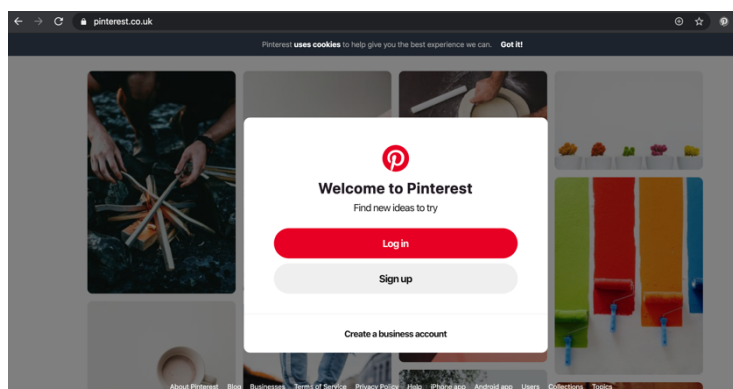 pinterest.co.uk
Pinterest uses cookies to help give you the best experience we can. Got it!
Welcome to Pinterest
Find new ideas to try
Log in
Sign up
Create a business account
About Pinterest Blog Businesses Terms of Service Privacy Policy Help iPhone app Android app Users Collections Topics